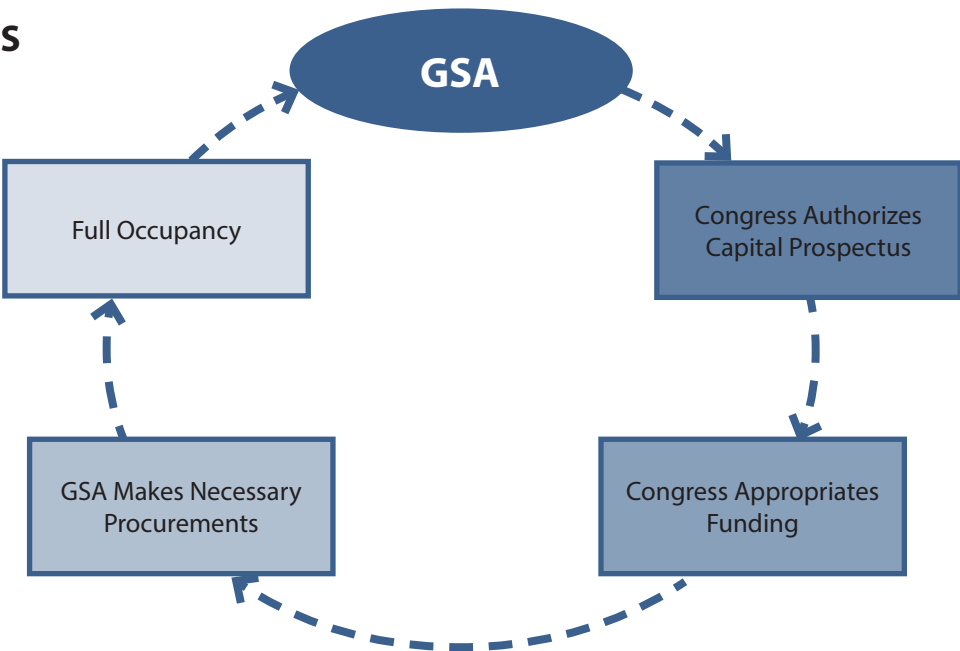 S
GSA
Full Occupancy
Congress Authorizes
Capital Prospectus
GSA Makes Necessary
Procurements
Congress Appropriates
Funding